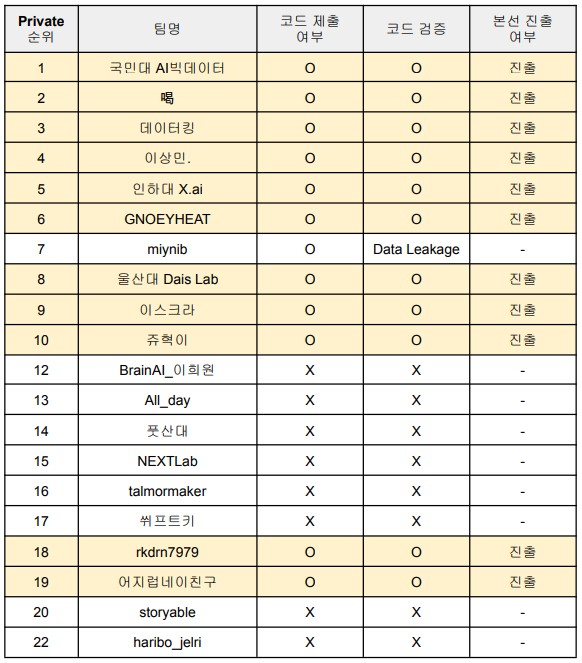 Private 순위 팀명 코드 제출 여부 코드 검증 본선 진출 여부
1 국민대 AI빅데이터 O O 진출
2 喝 O O 진출
3 데이터킹 O O 진출
4 이상민. O O 진출
5 인하대 X.ai O O 진출
6 GNOEYHEAT O O 진출
7 miynib O Data Leakage -
8 울산대 Dais Lab O O 진출
9 이스크라 O O 진출
10 쥬혁이 O O 진출
12 BrainAI_이희원 X X -
13 All_day X X -
14 풋산대 X X -
15 NEXTLab X X -
16 talmormaker X X -
17 쒸프트키 X X -
18 rkdrn7979 O O 진출
19 어지럽네이친구 O O 진출
20 storyable X X -
22 haribo_jelri X X -